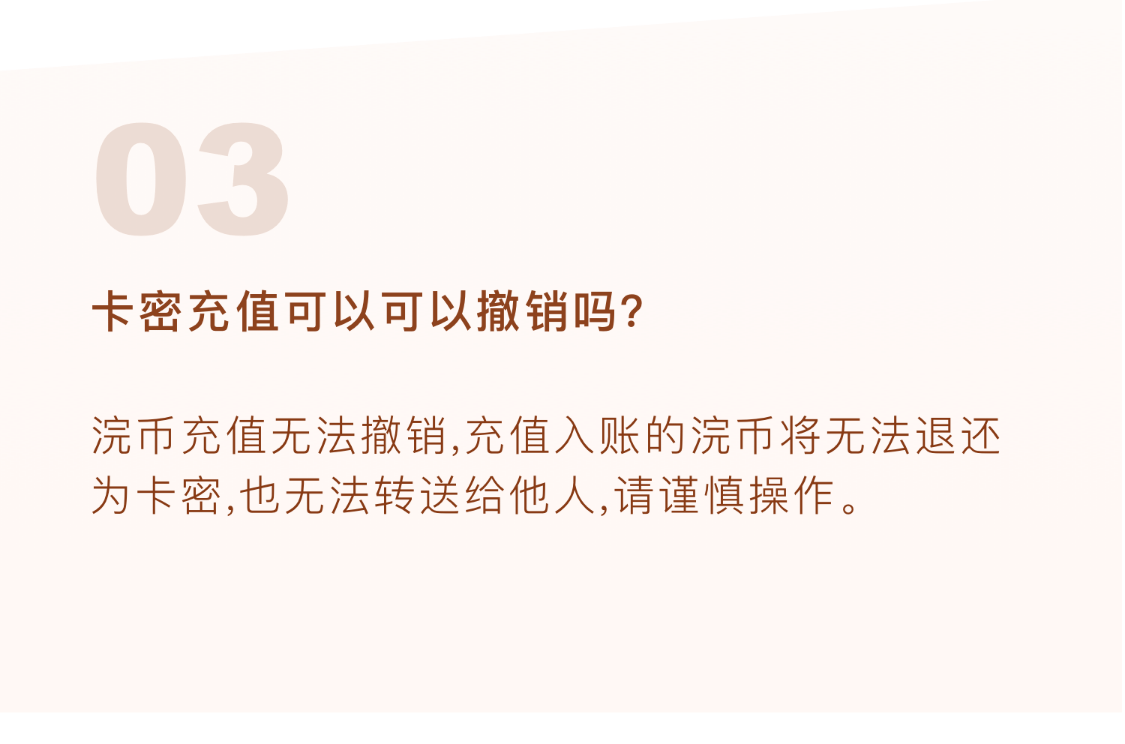 03
卡密充值可以可以撤销吗?
浣币充值无法撤销,充值入账的浣币将无法退还
为卡密,也无法转送给他人,请谨慎操作。